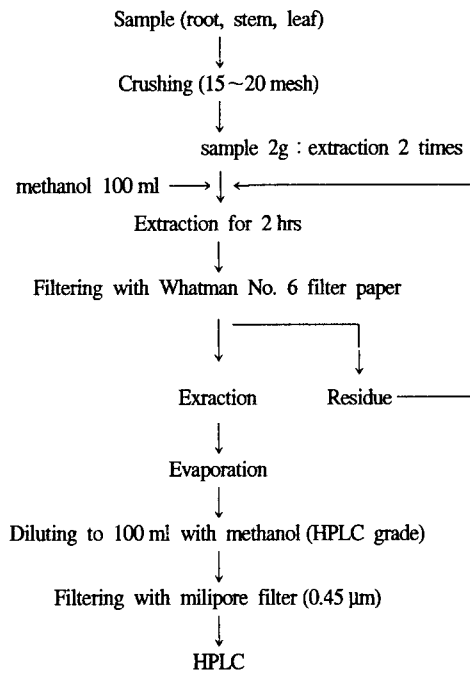 Sample (root, stem, leaf)
Crushing (15~20 mesh)
sample 2g : extraction 2 times
methanol 100 ml
Extraction for 2 hrs
Filtering with Whatman No. 6 filter paper
Exraction
Residue
Evaporation
Diluting to 100 ml with methanol (HPLC grade)
Filtering with milipore filter (0.45 μm)
HPLC